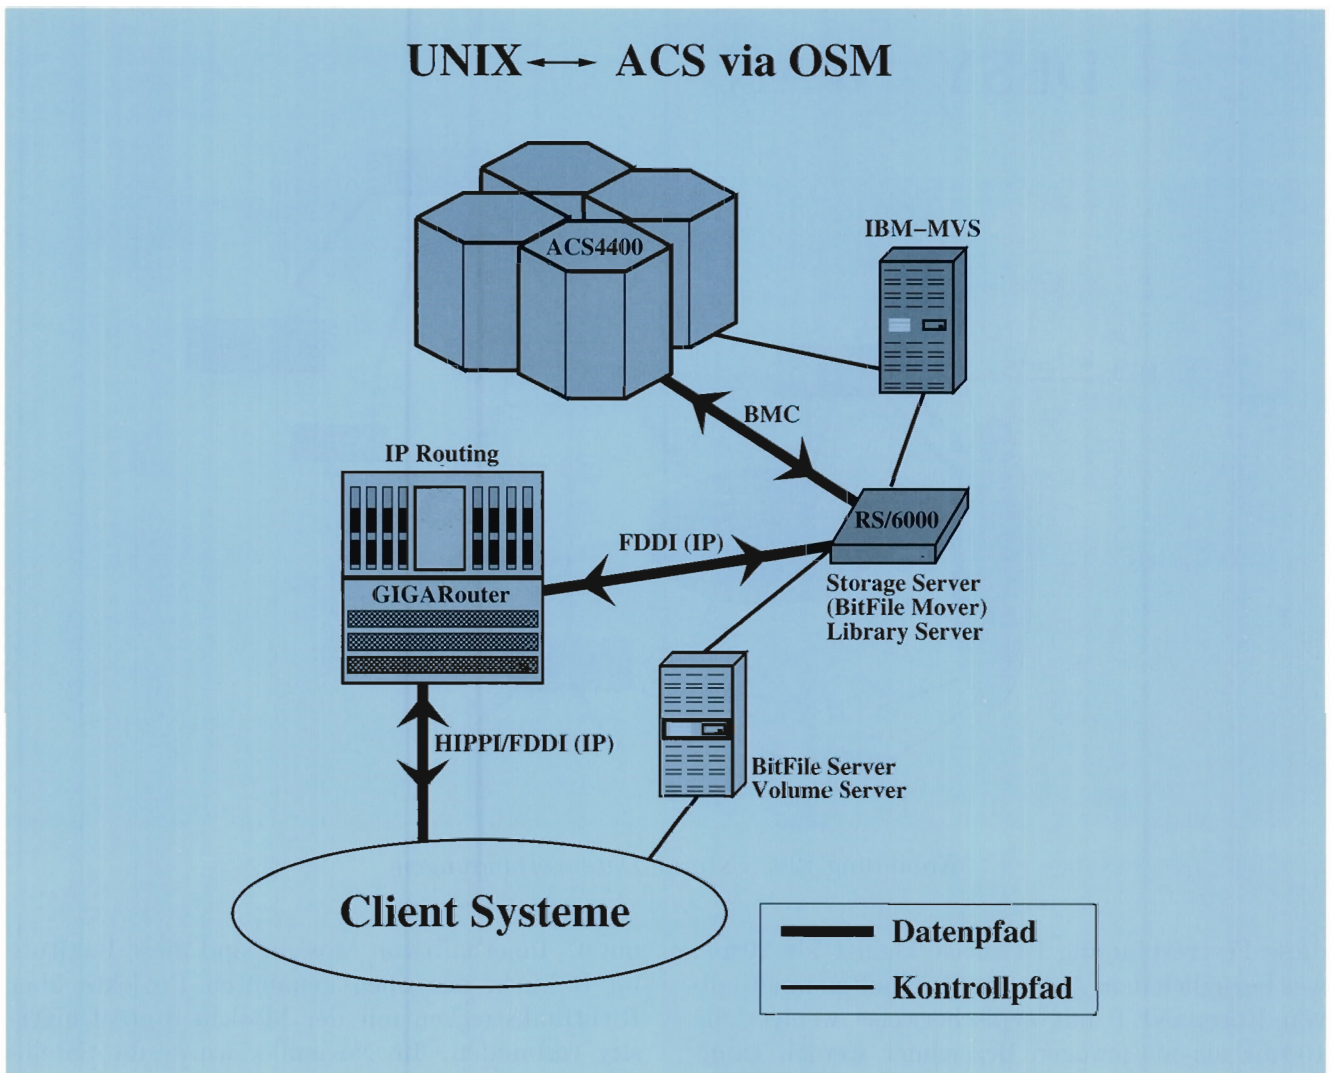 UNIX ↔ ACS via OSM
IBM–MVS
ACS4400
BMC
IP Routing
RS/6000
FDDI (IP)
GIGARouter
Storage Server
(BitFile Mover)
Library Server
HIPPI/FDDI (IP)
BitFile Server
Volume Server
Client Systeme
Datenpfad
Kontrollpfad